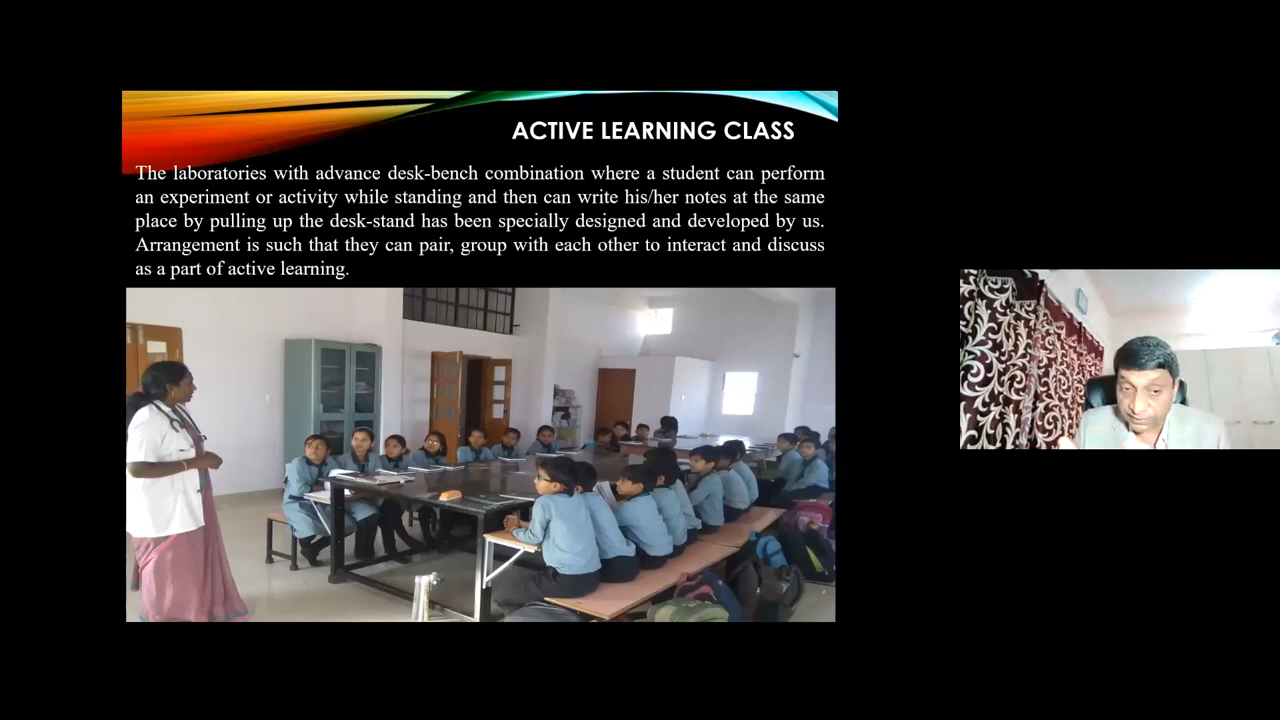 ACTIVE LEARNING CLASS
The laboratories with advance desk-bench combination where a student can perform
an experiment or activity while standing and then can write his/her notes at the same
place by pulling up the desk-stand has been specially designed and developed by us.
Arrangement is such that they can pair, group with each other to interact and discuss
as a part of active learning.